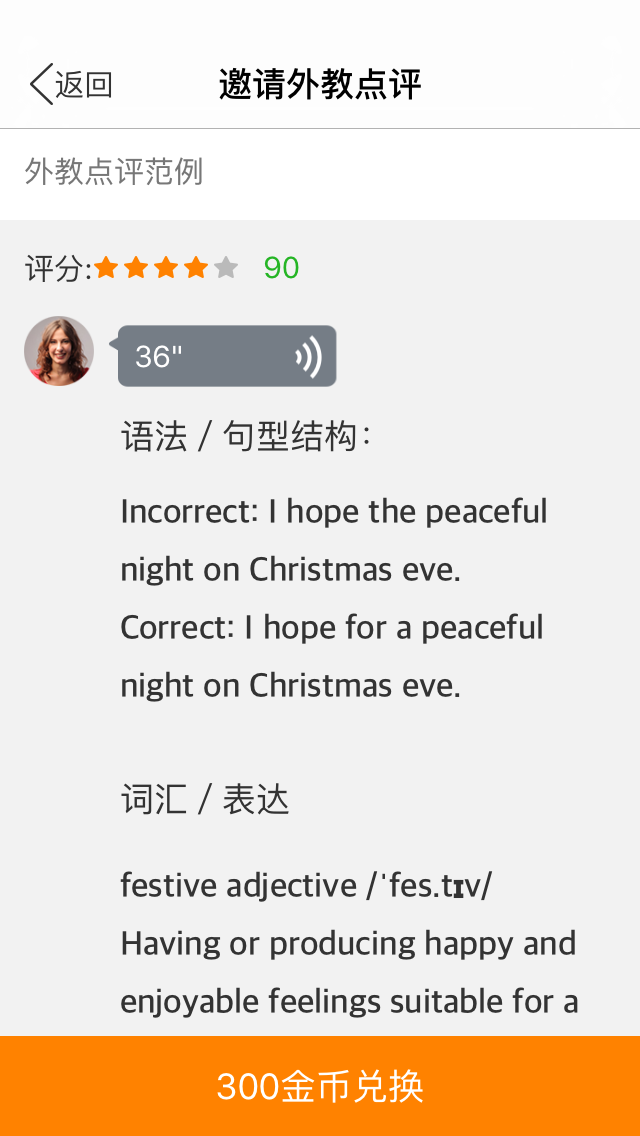 返回
邀请外教点评
外教点评范例
评分: 90
36"
语法 / 句型结构：
Incorrect: I hope the peaceful
night on Christmas eve.
Correct: I hope for a peaceful
night on Christmas eve.
词汇 / 表达
festive adjective /ˈfes.tɪv/
Having or producing happy and
enjoyable feelings suitable for a
300金币兑换